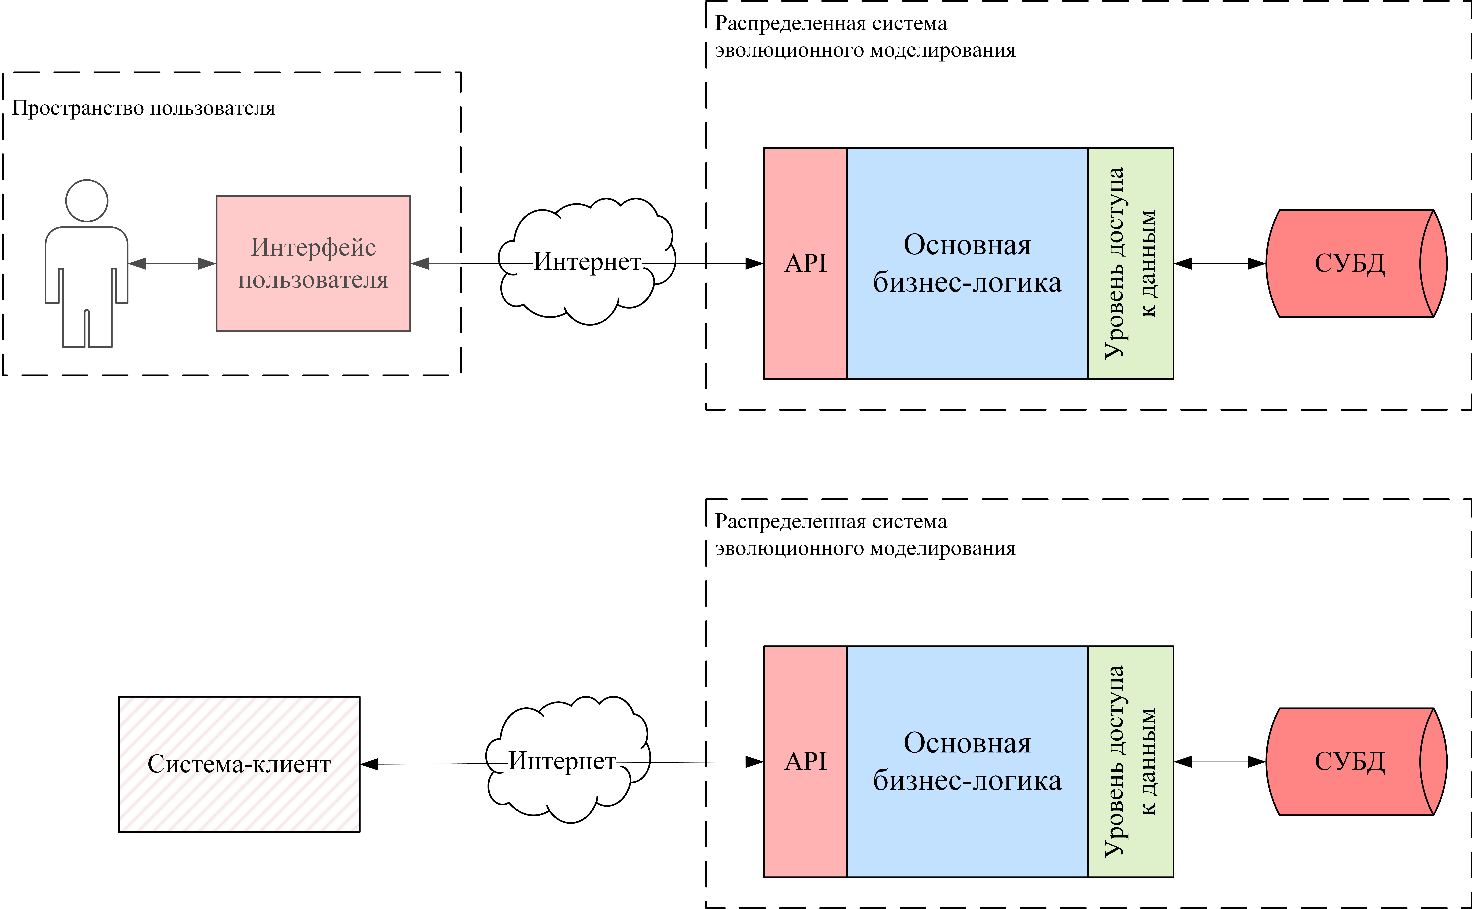 Распределенная система
эволюционного моделирования
Пространство пользователя
Интерфейс
пользователя
Интернет
API
Основная
бизнес-логика
Уровень доступа
к данным
СУБД
Распределенная система
эволюционного моделирования
Система-клиент
Интернет
API
Основная
бизнес-логика
Уровень доступа
к данным
СУБД